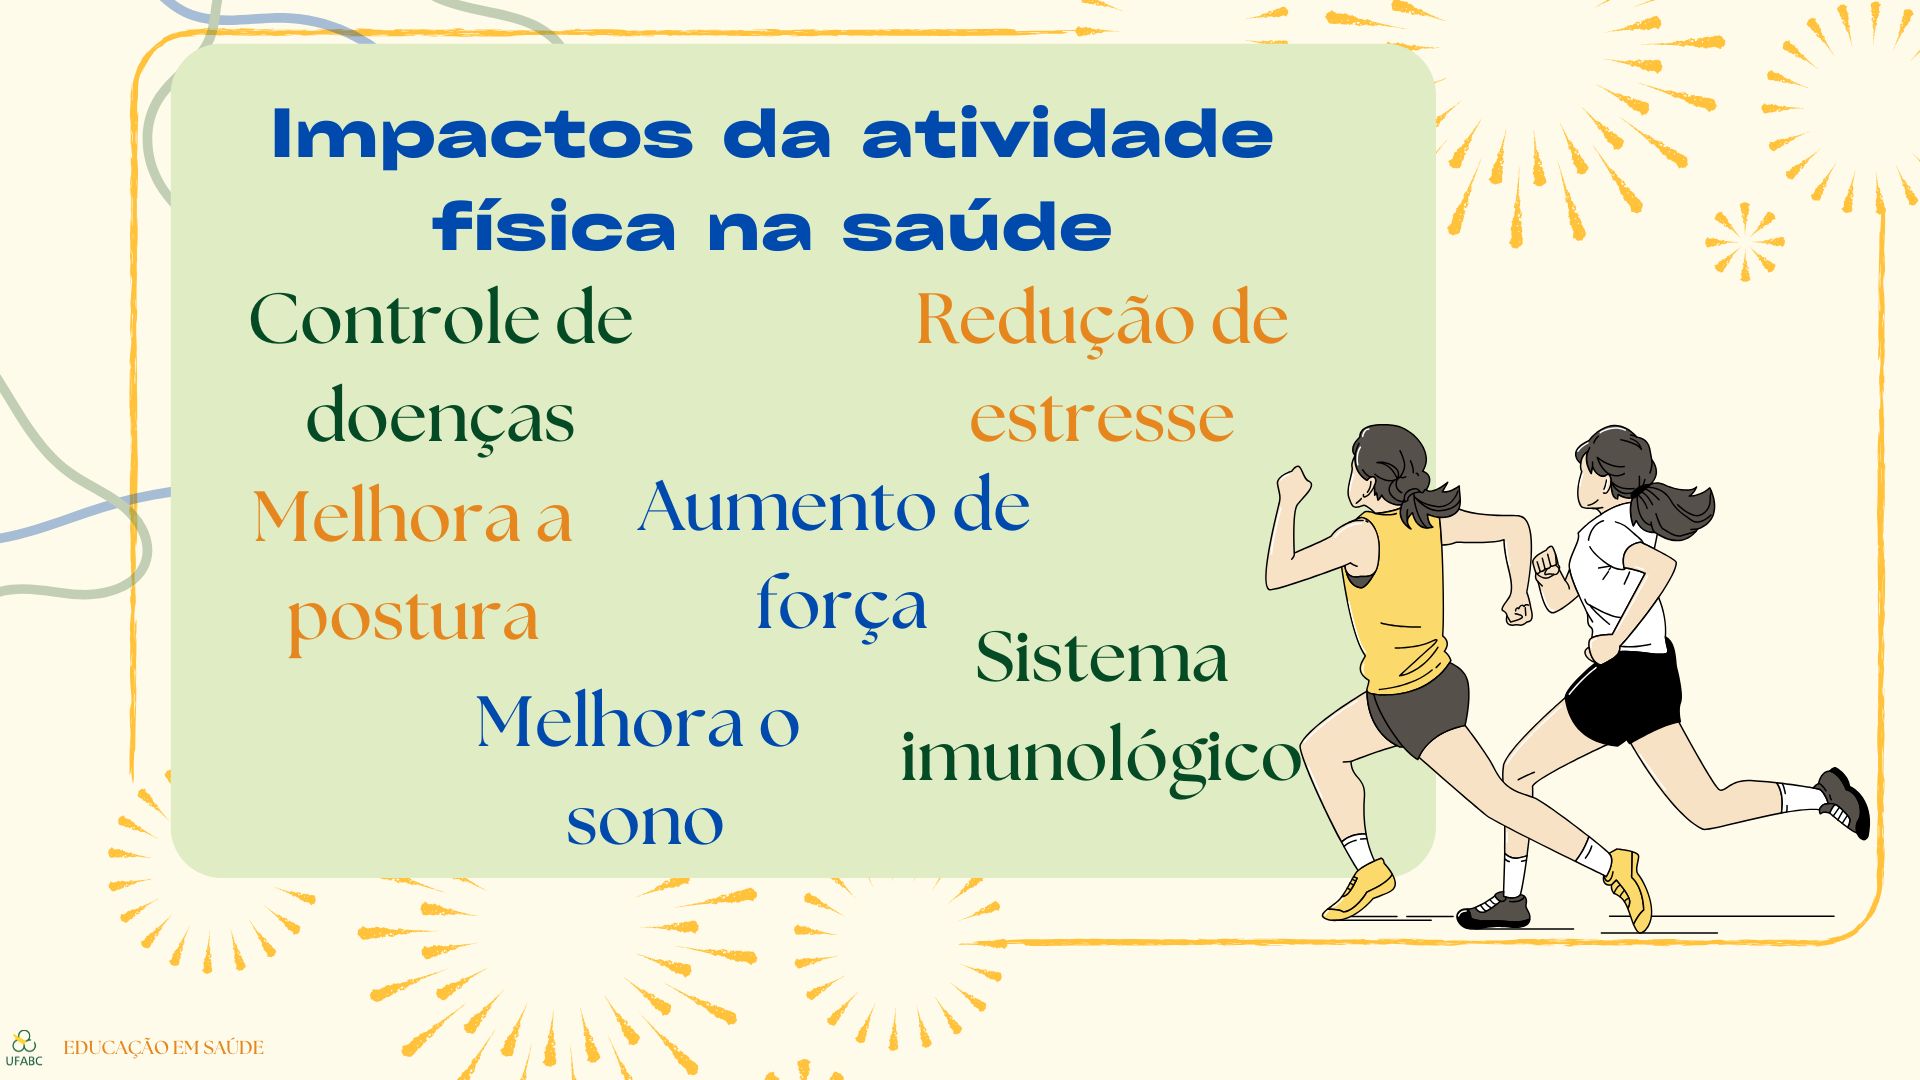 Impactos da atividade
física na saúde
Controle de
doenças
Redução de
estresse
Melhora a
postura
Aumento de
força
Sistema
imunológico
Melhora o
sono
UFABC
EDUCAÇÃO EM SAÚDE